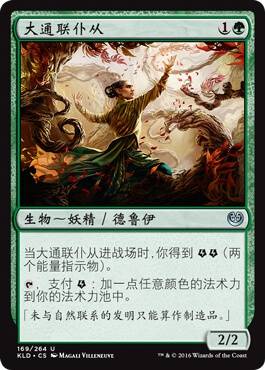 大通联仆从 1
生物～妖精／德鲁伊
当大通联仆从进战场时，你得到（两
个能量指示物）。
，支付：加一点任意颜色的法术力
到你的法术力池中。
「未与自然联系的发明只能算作制造品。」
2/2
169/264 U
KLD • CS MAGALI VILLENEUVE
™ & © 2016 Wizards of the Coast